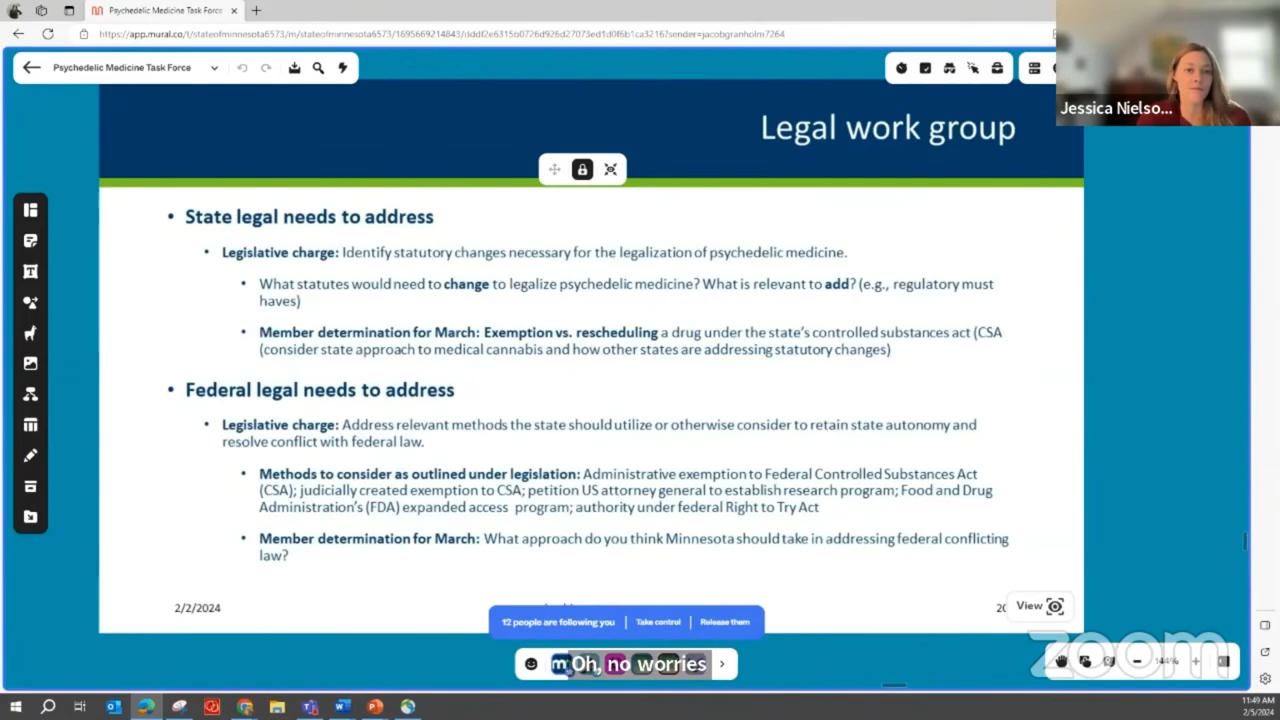 Psychedelic Medicine Task Force
https://app.mural.co/t/stateofminnesota6573/m/stateofminnesota6573/1695669214843/dddf2e6315b0726d926d27073ed1d0f6b1ca3216?sender=jacobgranholm7264
Psychedelic Medicine Task Force
Jessica Nielso...
Legal work group
• State legal needs to address
• Legislative charge: Identify statutory changes necessary for the legalization of psychedelic medicine.
• What statutes would need to change to legalize psychedelic medicine? What is relevant to add? (e.g., regulatory must
haves)
• Member determination for March: Exemption vs. rescheduling a drug under the state's controlled substances act (CSA
(consider state approach to medical cannabis and how other states are addressing statutory changes)
• Federal legal needs to address
• Legislative charge: Address relevant methods the state should utilize or otherwise consider to retain state autonomy and
resolve conflict with federal law.
• Methods to consider as outlined under legislation: Administrative exemption to Federal Controlled Substances Act
(CSA); judicially created exemption to CSA; petition US attorney general to establish research program; Food and Drug
Administration's (FDA) expanded access program; authority under federal Right to Try Act
• Member determination for March: What approach do you think Minnesota should take in addressing federal conflicting
law?
2/2/2024
20
View
12 people are following you
Take control
Release them
Oh, no worries
zoom
144%
11:49 AM
2/5/2024